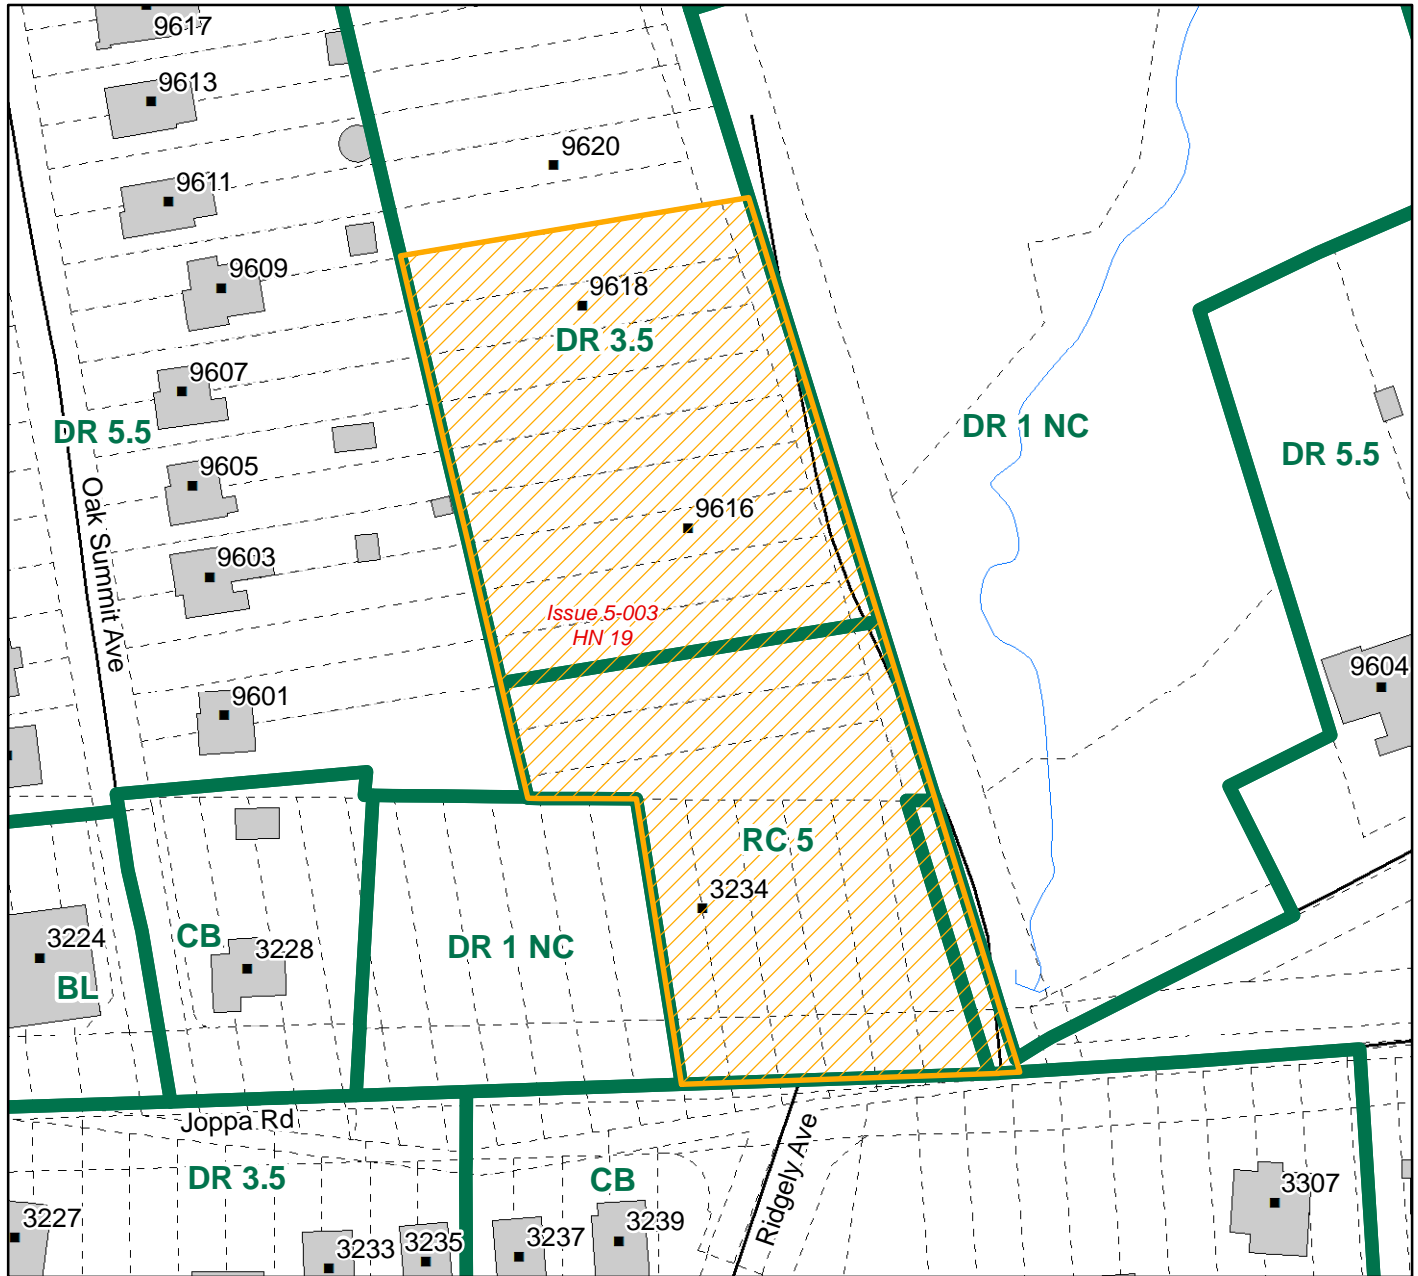 9617
9613
9620
9611
9609
9618
DR 3.5
9607
DR 5.5
DR 1 NC
DR 5.5
9605
Oak Summit Ave
9616
9603
Issue 5-003
HN 19
9604
9601
RC 5
3234
3224
CB
3228
DR 1 NC
BL
Joppa Rd
Ridgely Ave
DR 3.5
CB
3307
3227
3233
3235
3237
3239